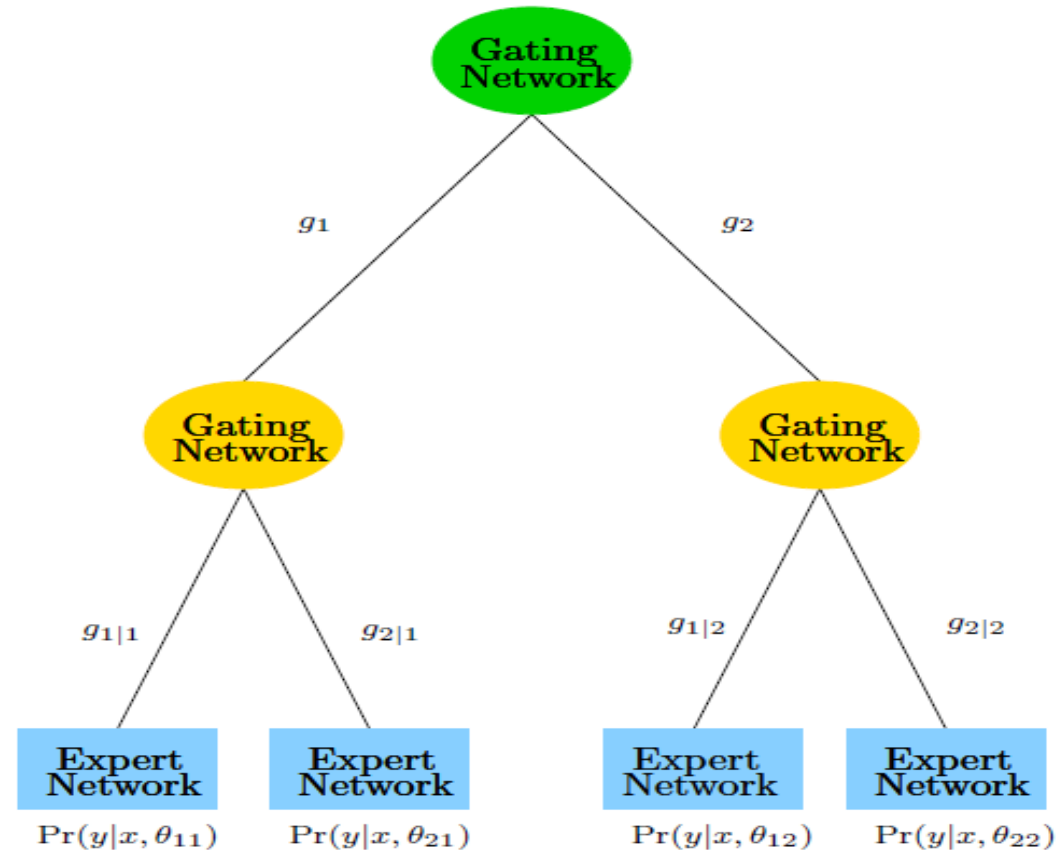 Gating
Network
g₁
g₂
Gating
Network
Gating
Network
g₁|₁
g₂|₁
g₁|₂
g₂|₂
Expert
Network
Expert
Network
Expert
Network
Expert
Network
Pr(y|x, θ₁₁)
Pr(y|x, θ₂₁)
Pr(y|x, θ₁₂)
Pr(y|x, θ₂₂)